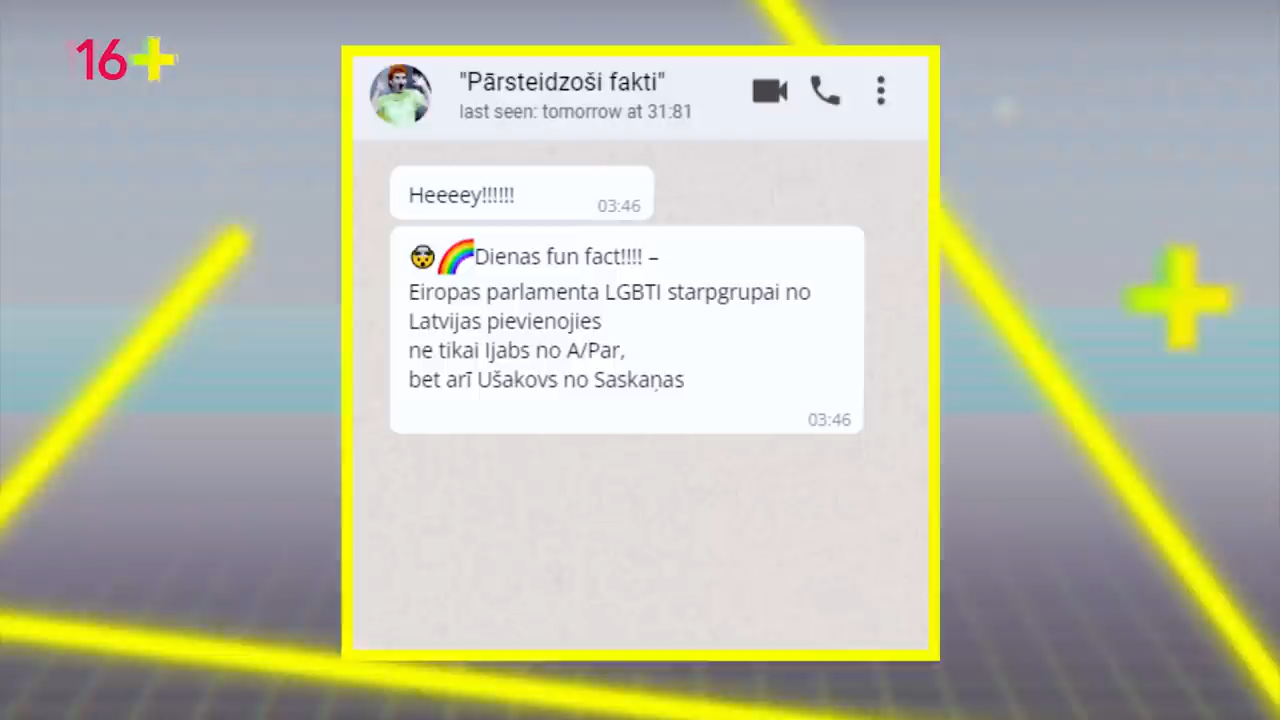 16+
"Pārsteidzoši fakti"
last seen: tomorrow at 31:81
Heeeey!!!!!!
03:46
🤯🌈Dienas fun fact!!!! –
Eiropas parlamenta LGBTI starpgrupai no
Latvijas pievienojies
ne tikai Ijabs no A/Par,
bet arī Ušakovs no Saskaņas
03:46